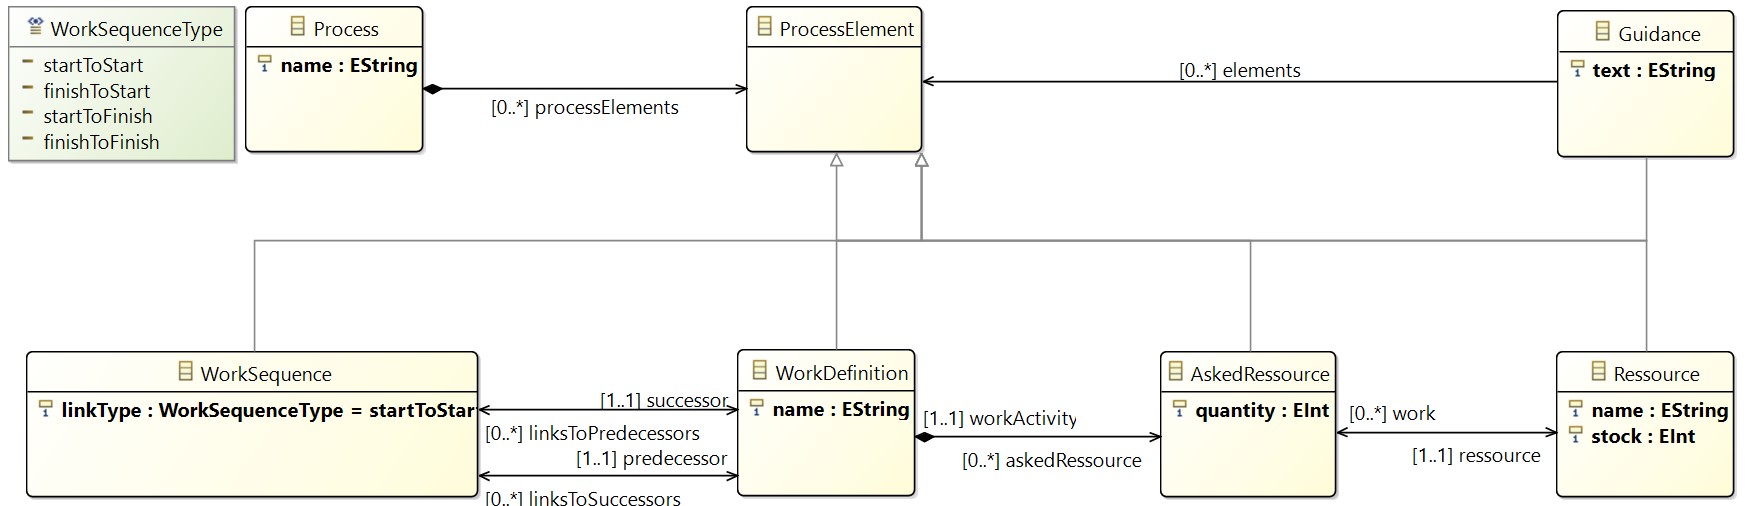 WorkSequenceType
startToStart
finishToStart
startToFinish
finishToFinish
Process
name : EString
[0..*] processElements
ProcessElement
[0..*] elements
Guidance
text : EString
WorkSequence
linkType : WorkSequenceType = startToStar
[1..1] successor
[0..*] linksToPredecessors
[1..1] predecessor
[0..*] linksToSuccessors
WorkDefinition
name : EString
[1..1] workActivity
[0..*] askedRessource
AskedRessource
quantity : EInt
[0..*] work
[1..1] ressource
Ressource
name : EString
stock : EInt